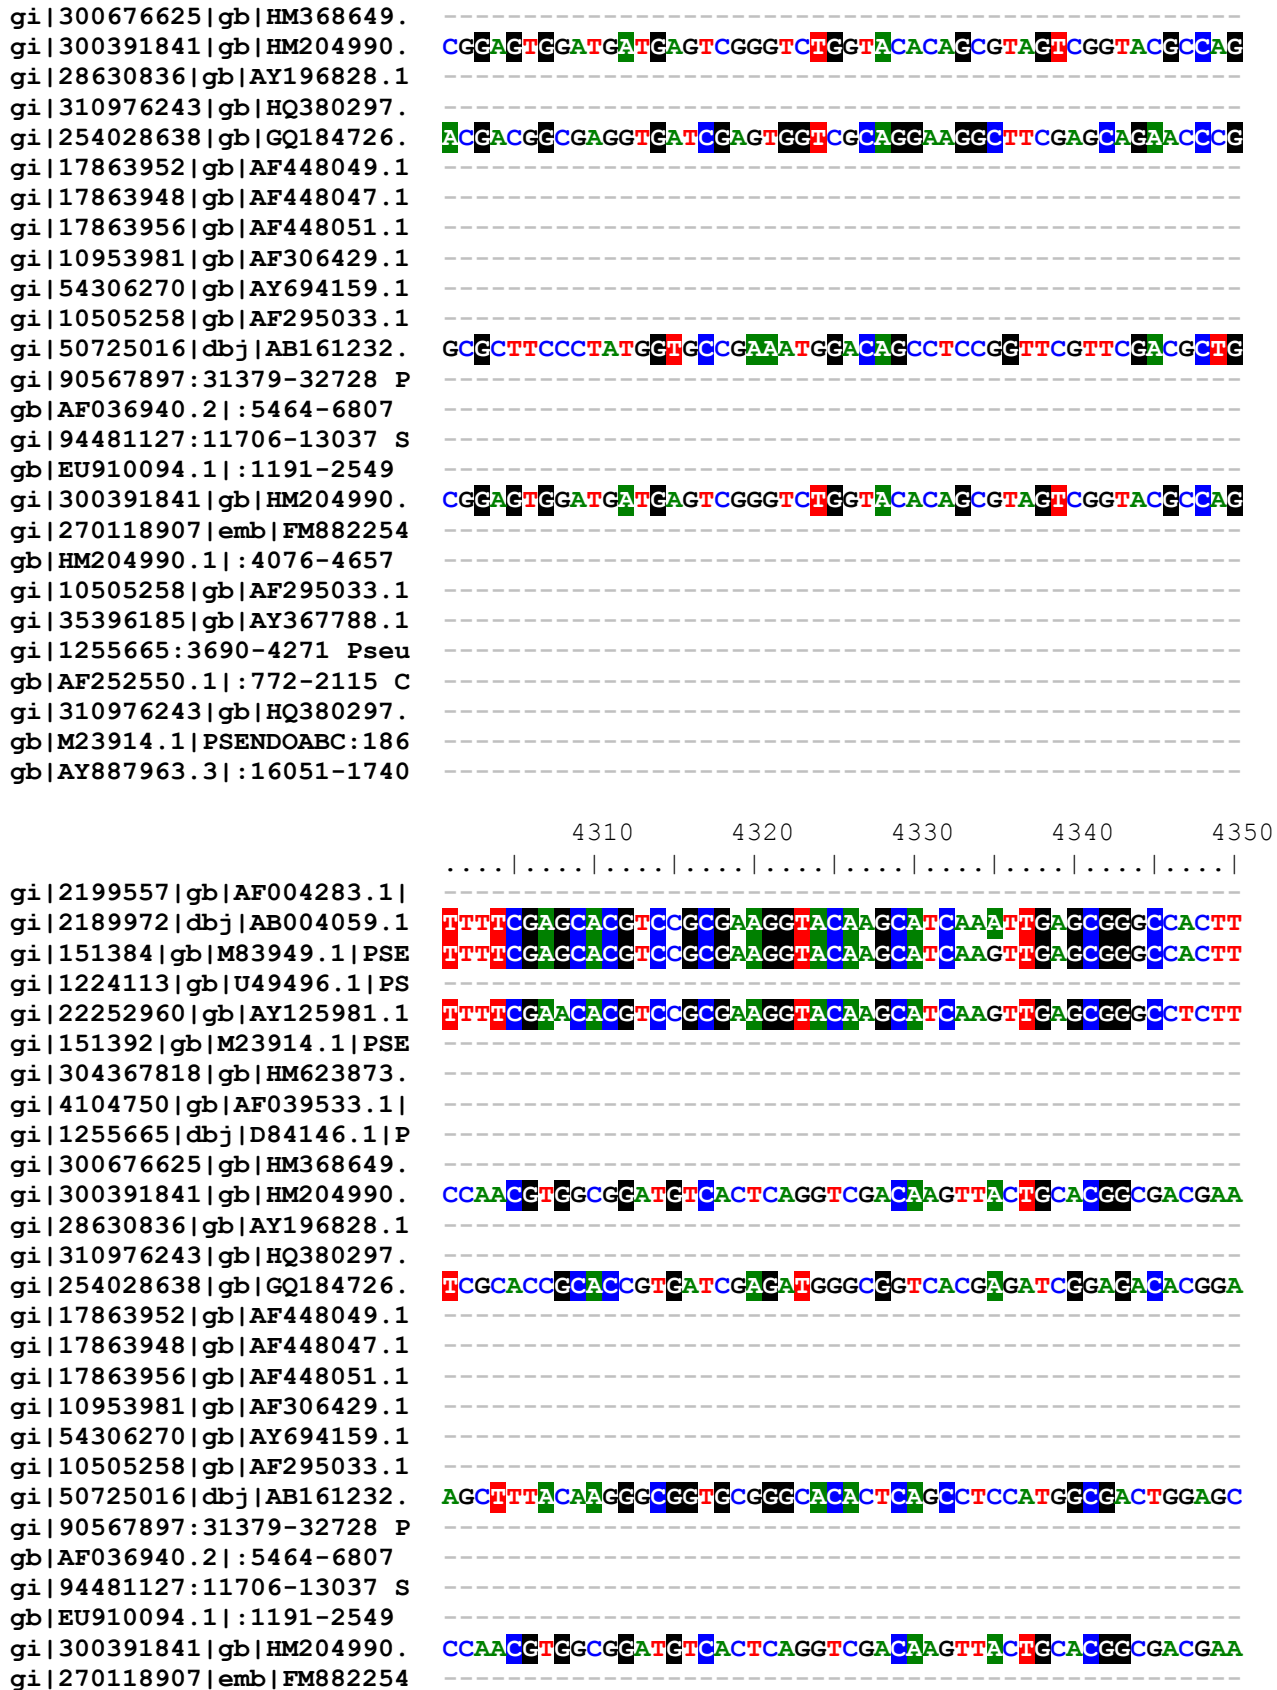 gi|300676625|gb|HM368649. --------------------------------------------------
gi|300391841|gb|HM204990. CGGAGTGGATGATGAGTCGGGTCTGGTACACAGCGTAGTCGGTACGCCAG
gi|28630836|gb|AY196828.1 --------------------------------------------------
gi|310976243|gb|HQ380297. --------------------------------------------------
gi|254028638|gb|GQ184726. ACGACGGCGAGGTGATCGAGTGGTCGCAGGAAGGCTTCGAGCAGAACCCG
gi|17863952|gb|AF448049.1 --------------------------------------------------
gi|17863948|gb|AF448047.1 --------------------------------------------------
gi|17863956|gb|AF448051.1 --------------------------------------------------
gi|10953981|gb|AF306429.1 --------------------------------------------------
gi|54306270|gb|AY694159.1 --------------------------------------------------
gi|10505258|gb|AF295033.1 --------------------------------------------------
gi|50725016|dbj|AB161232. GCGCTTCCCTATGGTGCCGAAATGGACAGCCTCCGGTTCGTTCGACGCTG
gi|90567897:31379-32728 P --------------------------------------------------
gb|AF036940.2|:5464-6807 --------------------------------------------------
gi|94481127:11706-13037 S --------------------------------------------------
gb|EU910094.1|:1191-2549 --------------------------------------------------
gi|300391841|gb|HM204990. CGGAGTGGATGATGAGTCGGGTCTGGTACACAGCGTAGTCGGTACGCCAG
gi|270118907|emb|FM882254 --------------------------------------------------
gb|HM204990.1|:4076-4657 --------------------------------------------------
gi|10505258|gb|AF295033.1 --------------------------------------------------
gi|35396185|gb|AY367788.1 --------------------------------------------------
gi|1255665:3690-4271 Pseu --------------------------------------------------
gb|AF252550.1|:772-2115 C --------------------------------------------------
gi|310976243|gb|HQ380297. --------------------------------------------------
gb|M23914.1|PSENDOABC:186 --------------------------------------------------
gb|AY887963.3|:16051-1740 --------------------------------------------------
4310 4320 4330 4340 4350
....|....|....|....|....|....|....|....|....|....|
gi|2199557|gb|AF004283.1| --------------------------------------------------
gi|2189972|dbj|AB004059.1 TTTTCGAGCACGTCCGCGAAGGTACAAGCATCAAATTGAGCGGGCCACTT
gi|151384|gb|M83949.1|PSE TTTTCGAGCACGTCCGCGAAGGTACAAGCATCAAGTTGAGCGGGCCACTT
gi|1224113|gb|U49496.1|PS --------------------------------------------------
gi|22252960|gb|AY125981.1 TTTTCGAACACGTCCGCGAAGGTACAAGCATCAAGTTGAGCGGGCCTCTT
gi|151392|gb|M23914.1|PSE --------------------------------------------------
gi|304367818|gb|HM623873. --------------------------------------------------
gi|4104750|gb|AF039533.1| --------------------------------------------------
gi|1255665|dbj|D84146.1|P --------------------------------------------------
gi|300676625|gb|HM368649. --------------------------------------------------
gi|300391841|gb|HM204990. CCAACGTGGCGGATGTCACTCAGGTCGACAAGTTACTGCACGGCGACGAA
gi|28630836|gb|AY196828.1 --------------------------------------------------
gi|310976243|gb|HQ380297. --------------------------------------------------
gi|254028638|gb|GQ184726. TCGCACCGCACCGTGATCGAGATGGGCGGTCACGAGATCGGAGACACGGA
gi|17863952|gb|AF448049.1 --------------------------------------------------
gi|17863948|gb|AF448047.1 --------------------------------------------------
gi|17863956|gb|AF448051.1 --------------------------------------------------
gi|10953981|gb|AF306429.1 --------------------------------------------------
gi|54306270|gb|AY694159.1 --------------------------------------------------
gi|10505258|gb|AF295033.1 --------------------------------------------------
gi|50725016|dbj|AB161232. AGCTTTACAAGGGCGGTGCGGGCACACTCAGCCTCCATGGCGACTGGAGC
gi|90567897:31379-32728 P --------------------------------------------------
gb|AF036940.2|:5464-6807 --------------------------------------------------
gi|94481127:11706-13037 S --------------------------------------------------
gb|EU910094.1|:1191-2549 --------------------------------------------------
gi|300391841|gb|HM204990. CCAACGTGGCGGATGTCACTCAGGTCGACAAGTTACTGCACGGCGACGAA
gi|270118907|emb|FM882254 --------------------------------------------------